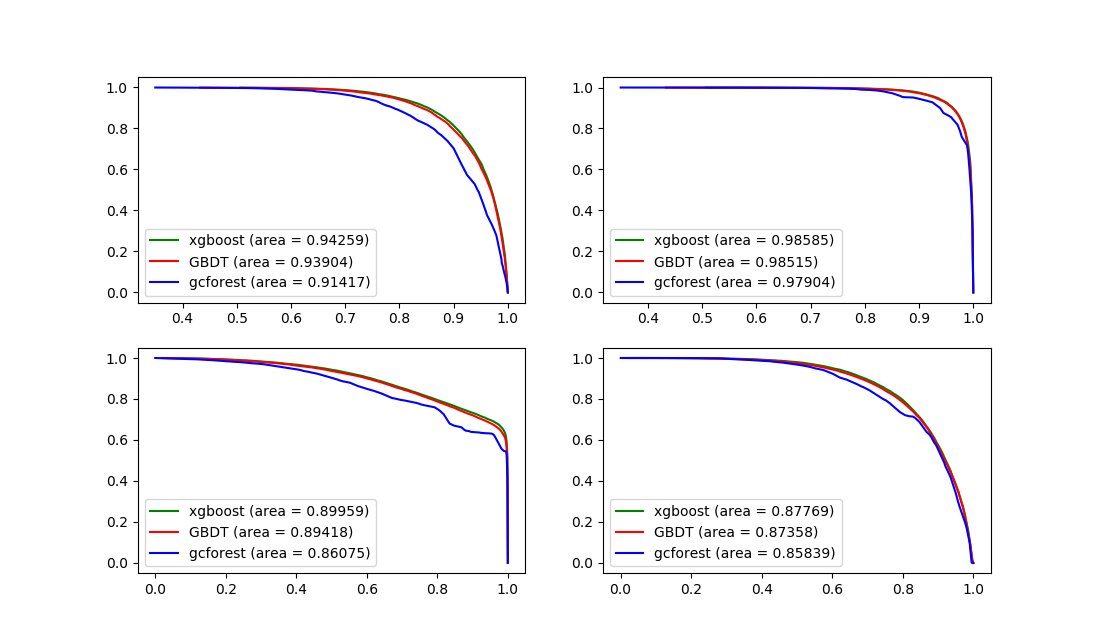 1.0
0.8
0.6
0.4
0.2
0.0
xgboost (area = 0.94259)
GBDT (area = 0.93904)
gcforest (area = 0.91417)
0.4 0.5 0.6 0.7 0.8 0.9 1.0
1.0
0.8
0.6
0.4
0.2
0.0
xgboost (area = 0.98585)
GBDT (area = 0.98515)
gcforest (area = 0.97904)
0.4 0.5 0.6 0.7 0.8 0.9 1.0
1.0
0.8
0.6
0.4
0.2
0.0
xgboost (area = 0.89959)
GBDT (area = 0.89418)
gcforest (area = 0.86075)
0.0 0.2 0.4 0.6 0.8 1.0
1.0
0.8
0.6
0.4
0.2
0.0
xgboost (area = 0.87769)
GBDT (area = 0.87358)
gcforest (area = 0.85839)
0.0 0.2 0.4 0.6 0.8 1.0